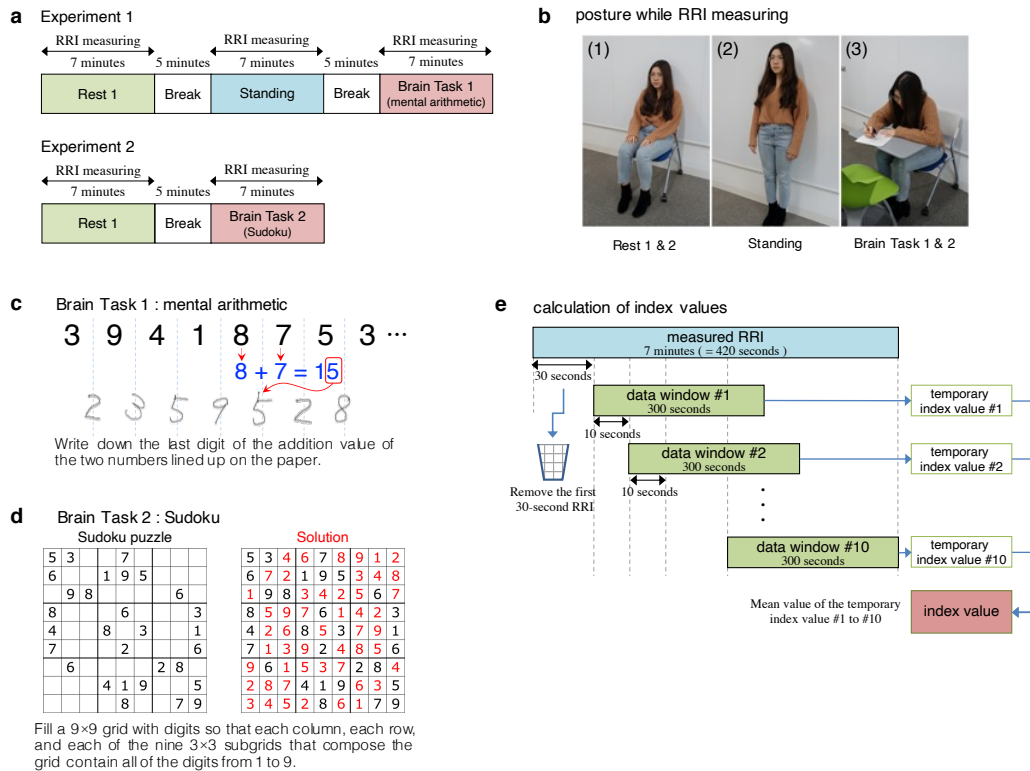 a Experiment 1
RRI measuring RRI measuring RRI measuring
7 minutes 5 minutes 7 minutes 5 minutes 7 minutes
Rest 1 Break Standing Break Brain Task 1
(mental arithmetic)
Experiment 2
RRI measuring RRI measuring
7 minutes 5 minutes 7 minutes
Rest 1 Break Brain Task 2
(Sudoku)
b posture while RRI measuring
(1) (2) (3)
Rest 1 & 2 Standing Brain Task 1 & 2
c Brain Task 1 : mental arithmetic
3 9 4 1 8 7 5 3 ···
8 + 7 = 15
2 3 5 9 5 2 8
Write down the last digit of the addition value of
the two numbers lined up on the paper.
d Brain Task 2 : Sudoku
Sudoku puzzle Solution
5 3 7
6 1 9 5
9 8 6
8 6 3
4 8 3 1
7 2 6
6 2 8
4 1 9 5
8 7 9
5 3 4 6 7 8 9 1 2
6 7 2 1 9 5 3 4 8
1 9 8 3 4 2 5 6 7
8 5 9 7 6 1 4 2 3
4 2 6 8 5 3 7 9 1
7 1 3 9 2 4 8 5 6
9 6 1 5 3 7 2 8 4
2 8 7 4 1 9 6 3 5
3 4 5 2 8 6 1 7 9
Fill a 9×9 grid with digits so that each column, each row,
and each of the nine 3×3 subgrids that compose the
grid contain all of the digits from 1 to 9.
e calculation of index values
measured RRI
7 minutes ( = 420 seconds )
30 seconds
data window #1
300 seconds
temporary
index value #1
10 seconds
data window #2
300 seconds
temporary
index value #2
10 seconds
Remove the first
30-second RRI
data window #10
300 seconds
temporary
index value #10
Mean value of the temporary
index value #1 to #10
index value